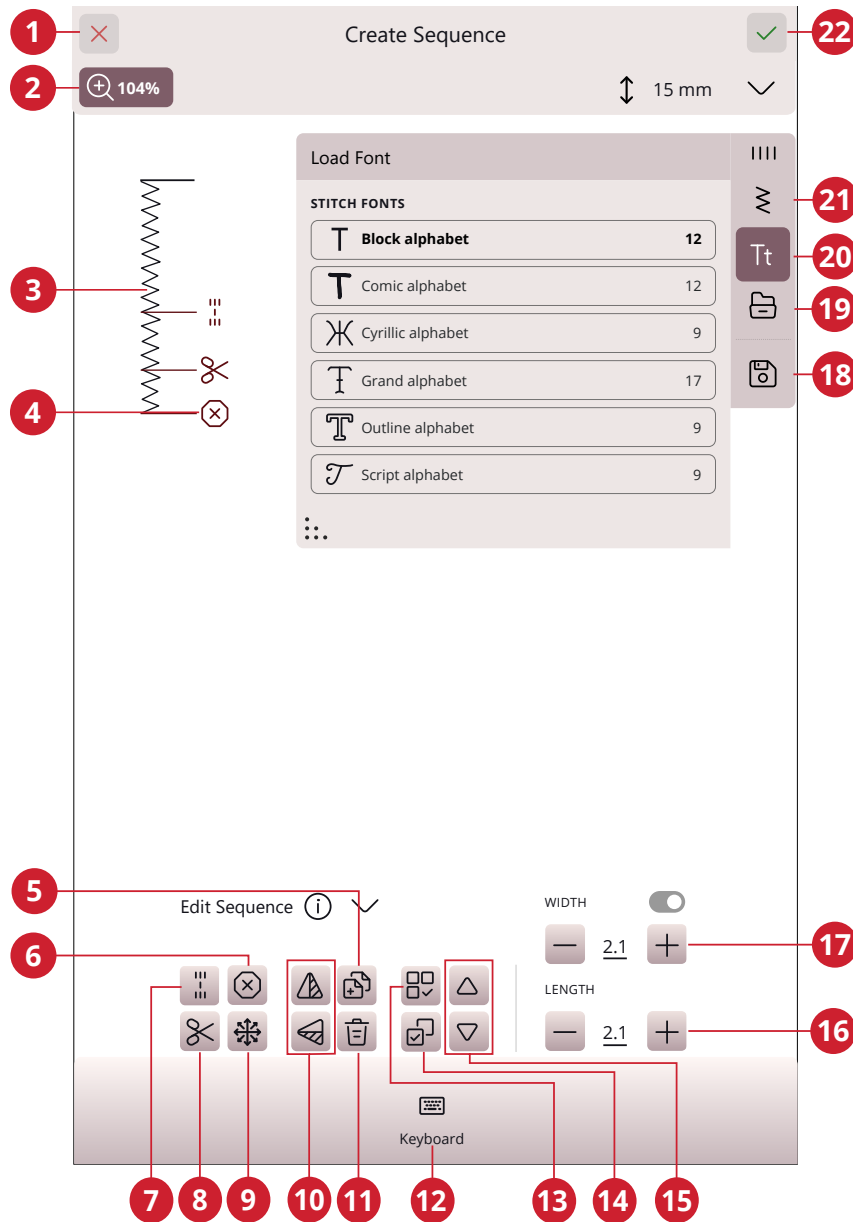 1
Create Sequence
22
2
104%
15 mm
Load Font
STITCH FONTS
21
Block alphabet 12
Tt
20
3
Comic alphabet 12
19
Cyrillic alphabet 9
Grand alphabet 17
18
4
Outline alphabet 9
Script alphabet 9
5
Edit Sequence
WIDTH
6
2.1
17
LENGTH
2.1
16
Keyboard
7
8
9
10
11
12
13
14
15